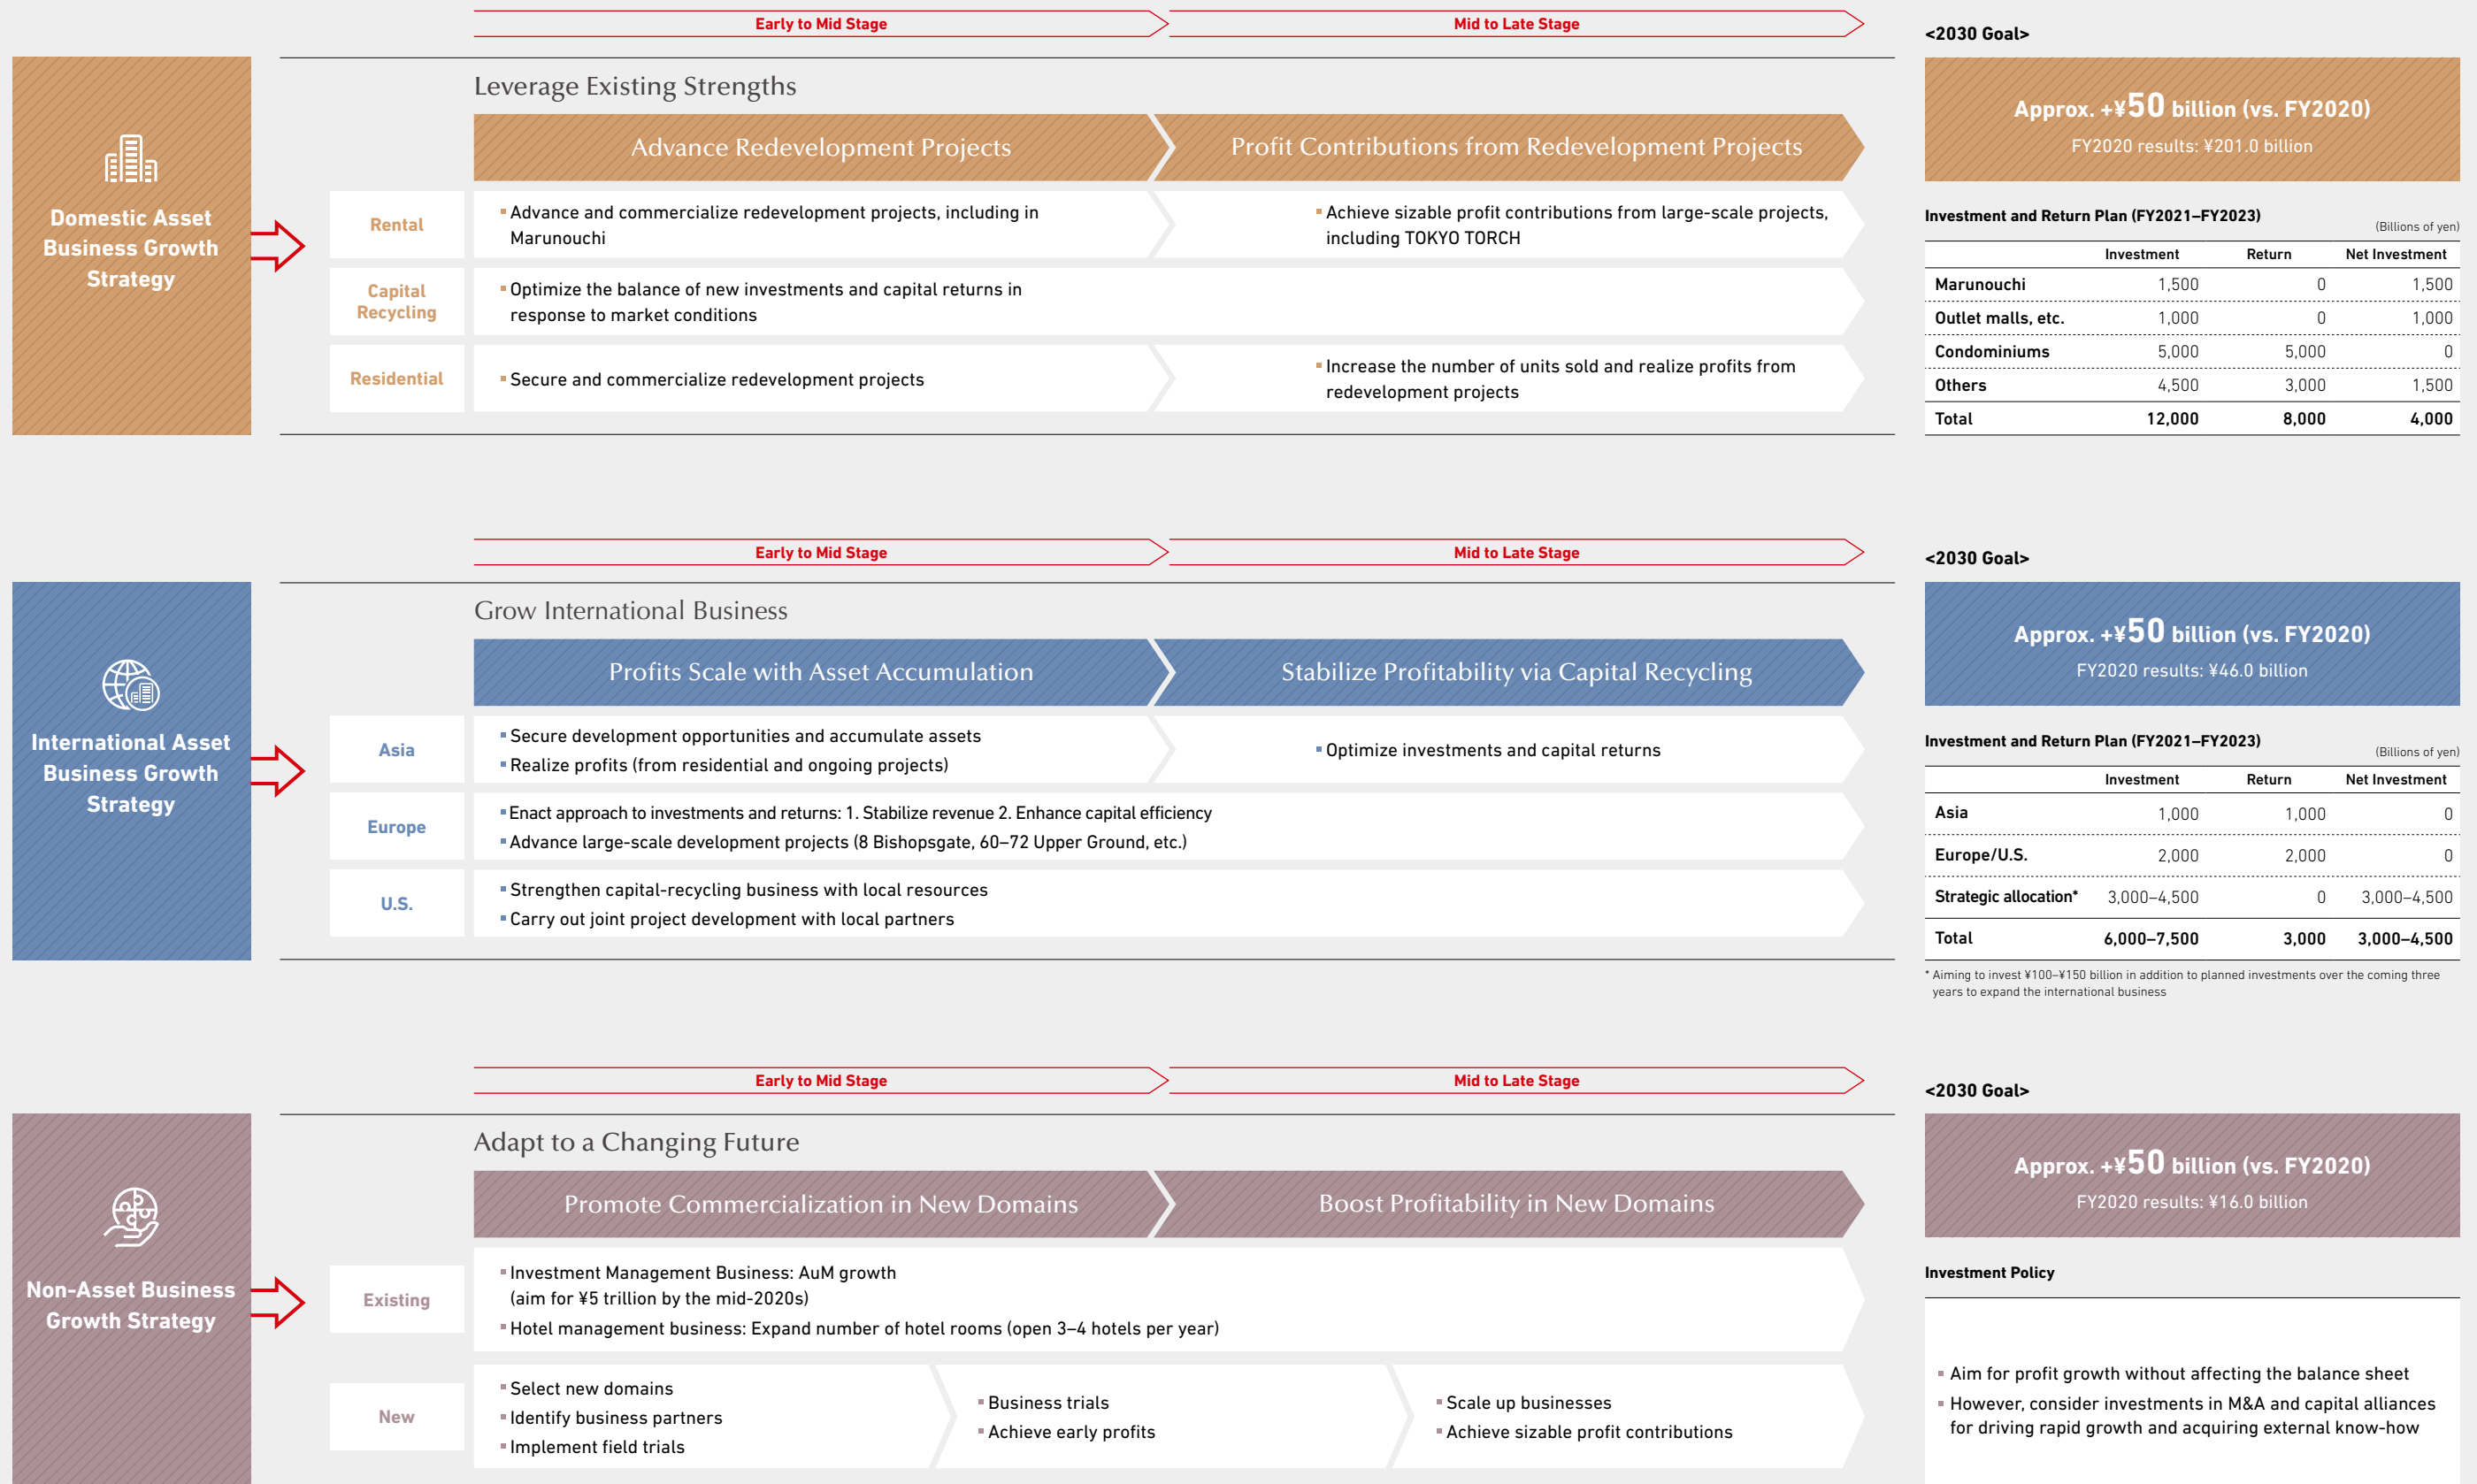 Early to Mid Stage
Mid to Late Stage
<2030 Goal>
Domestic Asset
Business Growth
Strategy
Leverage Existing Strengths
Advance Redevelopment Projects
Profit Contributions from Redevelopment Projects
Rental
▪Advance and commercialize redevelopment projects, including in
Marunouchi
▪Achieve sizable profit contributions from large-scale projects,
including TOKYO TORCH
Capital
Recycling
▪Optimize the balance of new investments and capital returns in
response to market conditions
Residential
▪Secure and commercialize redevelopment projects
▪Increase the number of units sold and realize profits from
redevelopment projects
Approx. +¥50 billion (vs. FY2020)
FY2020 results: ¥201.0 billion
Investment and Return Plan (FY2021–FY2023)
(Billions of yen)
Investment Return Net Investment
Marunouchi 1,500 0 1,500
Outlet malls, etc. 1,000 0 1,000
Condominiums 5,000 5,000 0
Others 4,500 3,000 1,500
Total 12,000 8,000 4,000
Early to Mid Stage
Mid to Late Stage
<2030 Goal>
International Asset
Business Growth
Strategy
Grow International Business
Profits Scale with Asset Accumulation
Stabilize Profitability via Capital Recycling
Asia
▪Secure development opportunities and accumulate assets
▪Realize profits (from residential and ongoing projects)
▪Optimize investments and capital returns
Europe
▪Enact approach to investments and returns: 1. Stabilize revenue 2. Enhance capital efficiency
▪Advance large-scale development projects (8 Bishopsgate, 60–72 Upper Ground, etc.)
U.S.
▪Strengthen capital-recycling business with local resources
▪Carry out joint project development with local partners
Approx. +¥50 billion (vs. FY2020)
FY2020 results: ¥46.0 billion
Investment and Return Plan (FY2021–FY2023)
(Billions of yen)
Investment Return Net Investment
Asia 1,000 1,000 0
Europe/U.S. 2,000 2,000 0
Strategic allocation* 3,000–4,500 0 3,000–4,500
Total 6,000–7,500 3,000 3,000–4,500
* Aiming to invest ¥100–¥150 billion in addition to planned investments over the coming three
years to expand the international business
Early to Mid Stage
Mid to Late Stage
<2030 Goal>
Non-Asset Business
Growth Strategy
Adapt to a Changing Future
Promote Commercialization in New Domains
Boost Profitability in New Domains
Existing
▪Investment Management Business: AuM growth
(aim for ¥5 trillion by the mid-2020s)
▪Hotel management business: Expand number of hotel rooms (open 3–4 hotels per year)
New
▪Select new domains
▪Identify business partners
▪Implement field trials
▪Business trials
▪Achieve early profits
▪Scale up businesses
▪Achieve sizable profit contributions
Approx. +¥50 billion (vs. FY2020)
FY2020 results: ¥16.0 billion
Investment Policy
▪Aim for profit growth without affecting the balance sheet
▪However, consider investments in M&A and capital alliances
for driving rapid growth and acquiring external know-how